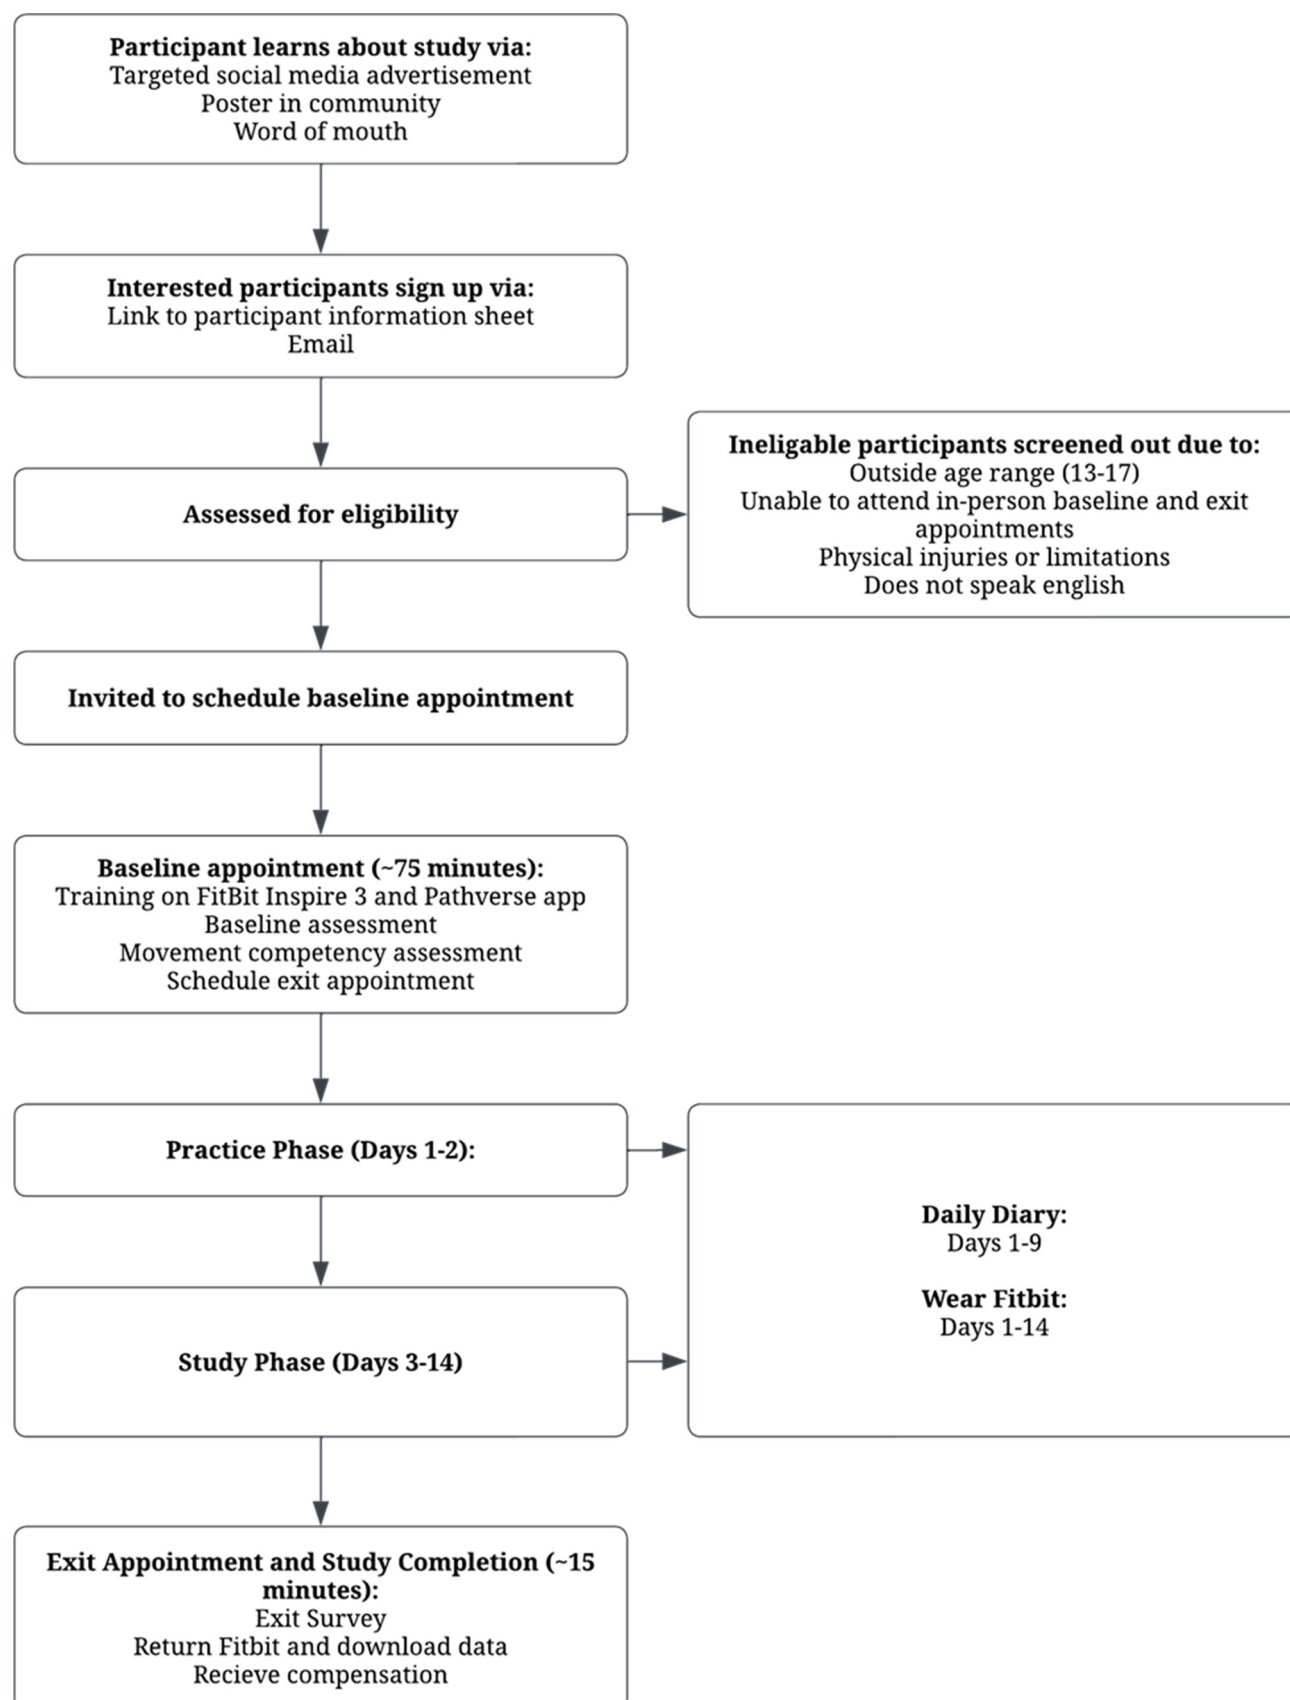 Participant learns about study via:
Targeted social media advertisement
Poster in community
Word of mouth
Interested participants sign up via:
Link to participant information sheet
Email
Assessed for eligibility
Ineligable participants screened out due to:
Outside age range (13-17)
Unable to attend in-person baseline and exit
appointments
Physical injuries or limitations
Does not speak english
Invited to schedule baseline appointment
Baseline appointment (~75 minutes):
Training on FitBit Inspire 3 and Pathverse app
Baseline assessment
Movement competency assessment
Schedule exit appointment
Practice Phase (Days 1-2):
Daily Diary:
Days 1-9
Wear Fitbit:
Days 1-14
Study Phase (Days 3-14)
Exit Appointment and Study Completion (~15
minutes):
Exit Survey
Return Fitbit and download data
Recieve compensation